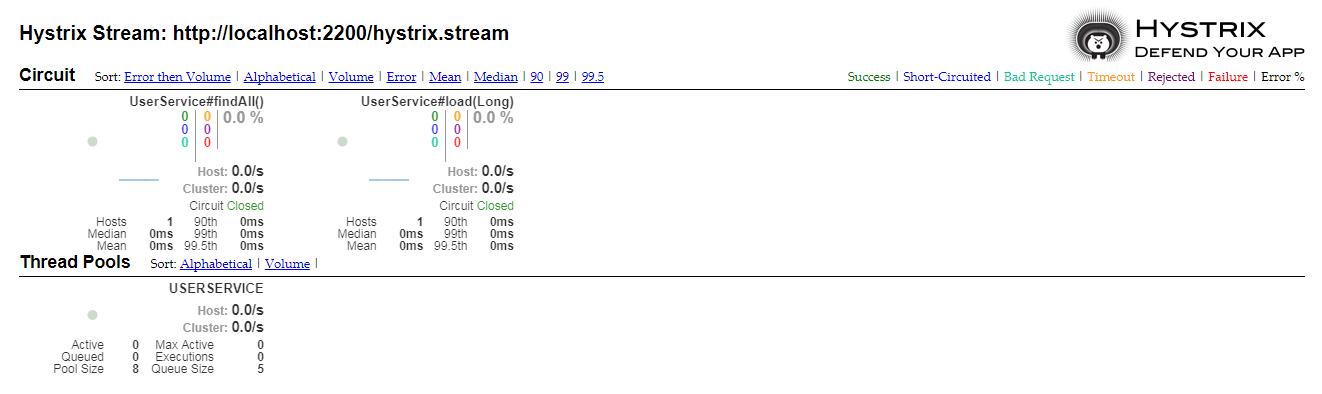 Hystrix Stream: http://localhost:2200/hystrix.stream
HYSTRIX
DEFEND YOUR APP
Circuit Sort: Error then Volume | Alphabetical | Volume | Error | Mean | Median | 90 | 99 | 99.5
Success | Short-Circuited | Bad Request | Timeout | Rejected | Failure | Error %
UserService#findAll() UserService#load(Long)
0 0 0.0 % 0 0 0.0 %
0 0 0 0
0 0 0 0
Host: 0.0/s Host: 0.0/s
Cluster: 0.0/s Cluster: 0.0/s
Circuit Closed Circuit Closed
Hosts 1 90th 0ms Hosts 1 90th 0ms
Median 0ms 99th 0ms Median 0ms 99th 0ms
Mean 0ms 99.5th 0ms Mean 0ms 99.5th 0ms
Thread Pools Sort: Alphabetical | Volume |
USERSERVICE
Host: 0.0/s
Cluster: 0.0/s
Active 0 Max Active 0
Queued 0 Executions 0
Pool Size 8 Queue Size 5